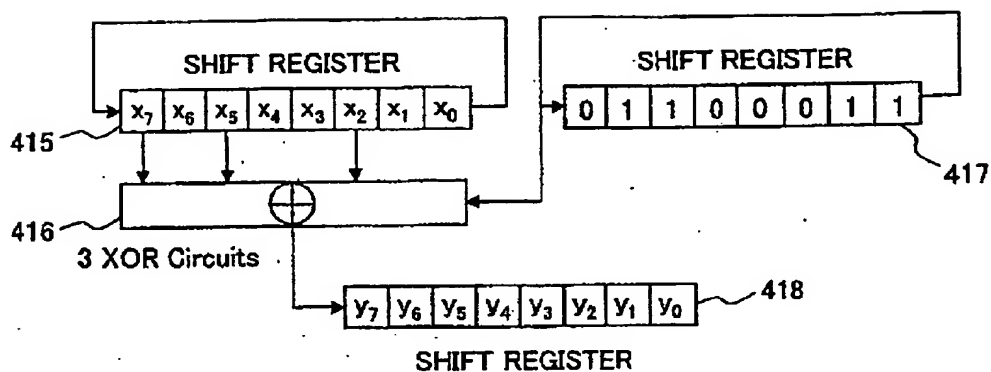 SHIFT REGISTER
SHIFT REGISTER
x₇ x₆ x₅ x₄ x₃ x₂ x₁ x₀
0 1 1 0 0 0 1 1
415
417
416
3 XOR Circuits
y₇ y₆ y₅ y₄ y₃ y₂ y₁ y₀
418
SHIFT REGISTER